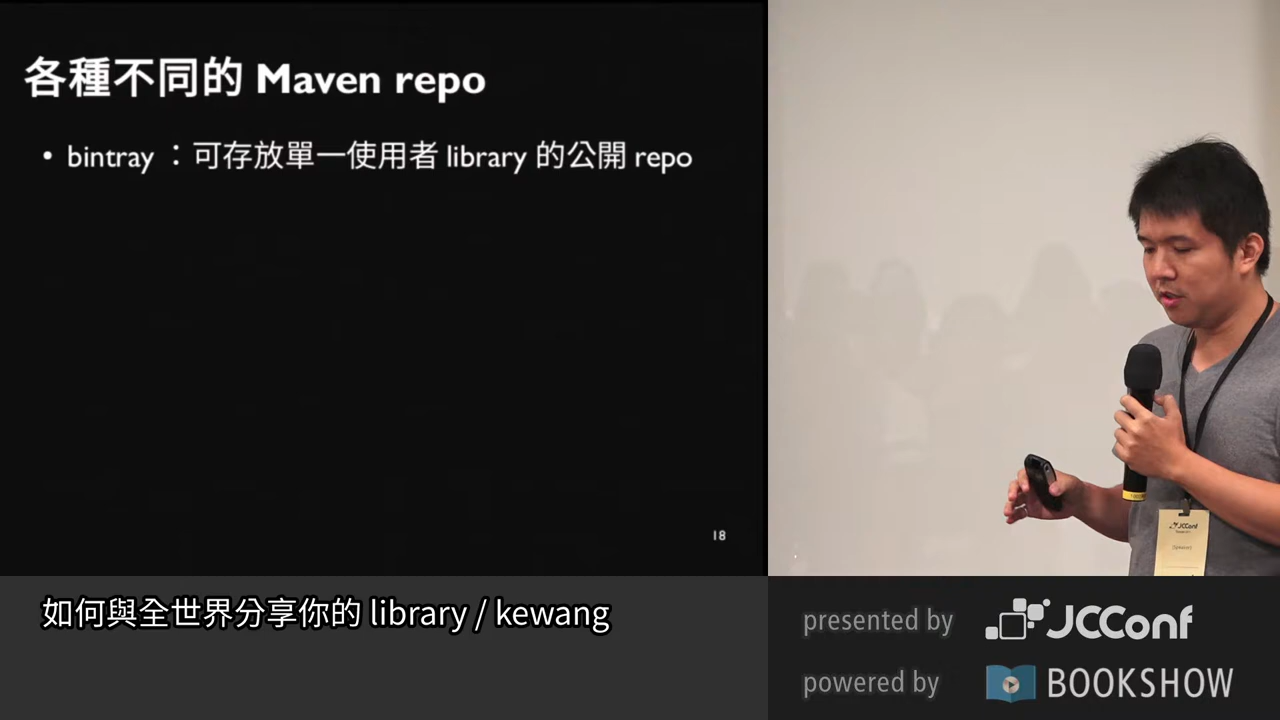 各種不同的 Maven repo
• bintray ：可存放單一使用者 library 的公開 repo
18
JCConf
如何與全世界分享你的 library / kewang
presented by JCConf
powered by BOOKSHOW